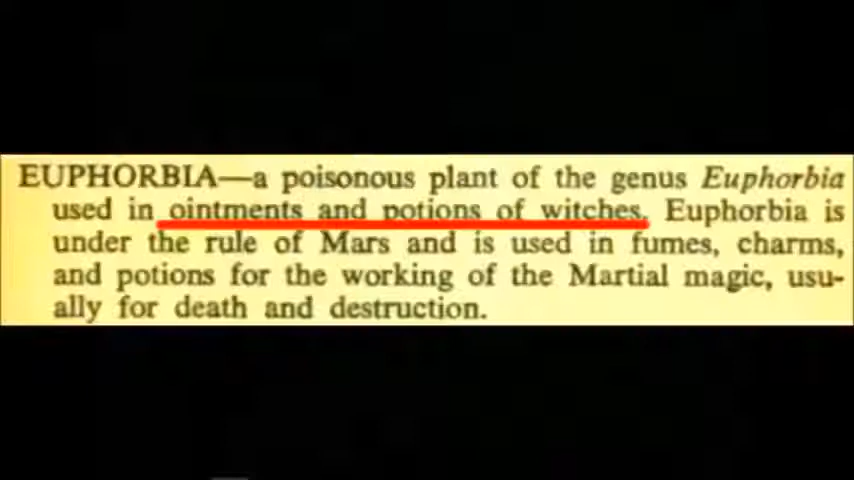 EUPHORBIA—a poisonous plant of the genus Euphorbia
used in ointments and potions of witches. Euphorbia is
under the rule of Mars and is used in fumes, charms,
and potions for the working of the Martial magic, usu-
ally for death and destruction.